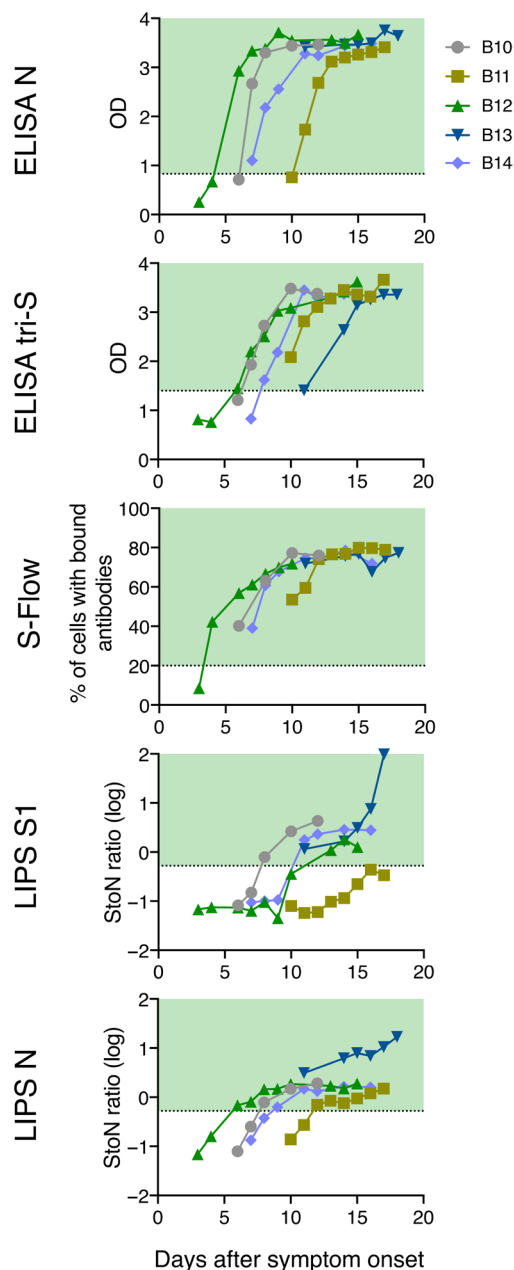 ELISA N
OD
4
3
2
1
0
0 5 10 15 20
B10
B11
B12
B13
B14
ELISA tri-S
OD
4
3
2
1
0
0 5 10 15 20
S-Flow
% of cells with bound
antibodies
100
80
60
40
20
0
0 5 10 15 20
LIPS S1
StoN ratio (log)
2
1
0
−1
−2
0 5 10 15 20
LIPS N
StoN ratio (log)
2
1
0
−1
−2
0 5 10 15 20
Days after symptom onset